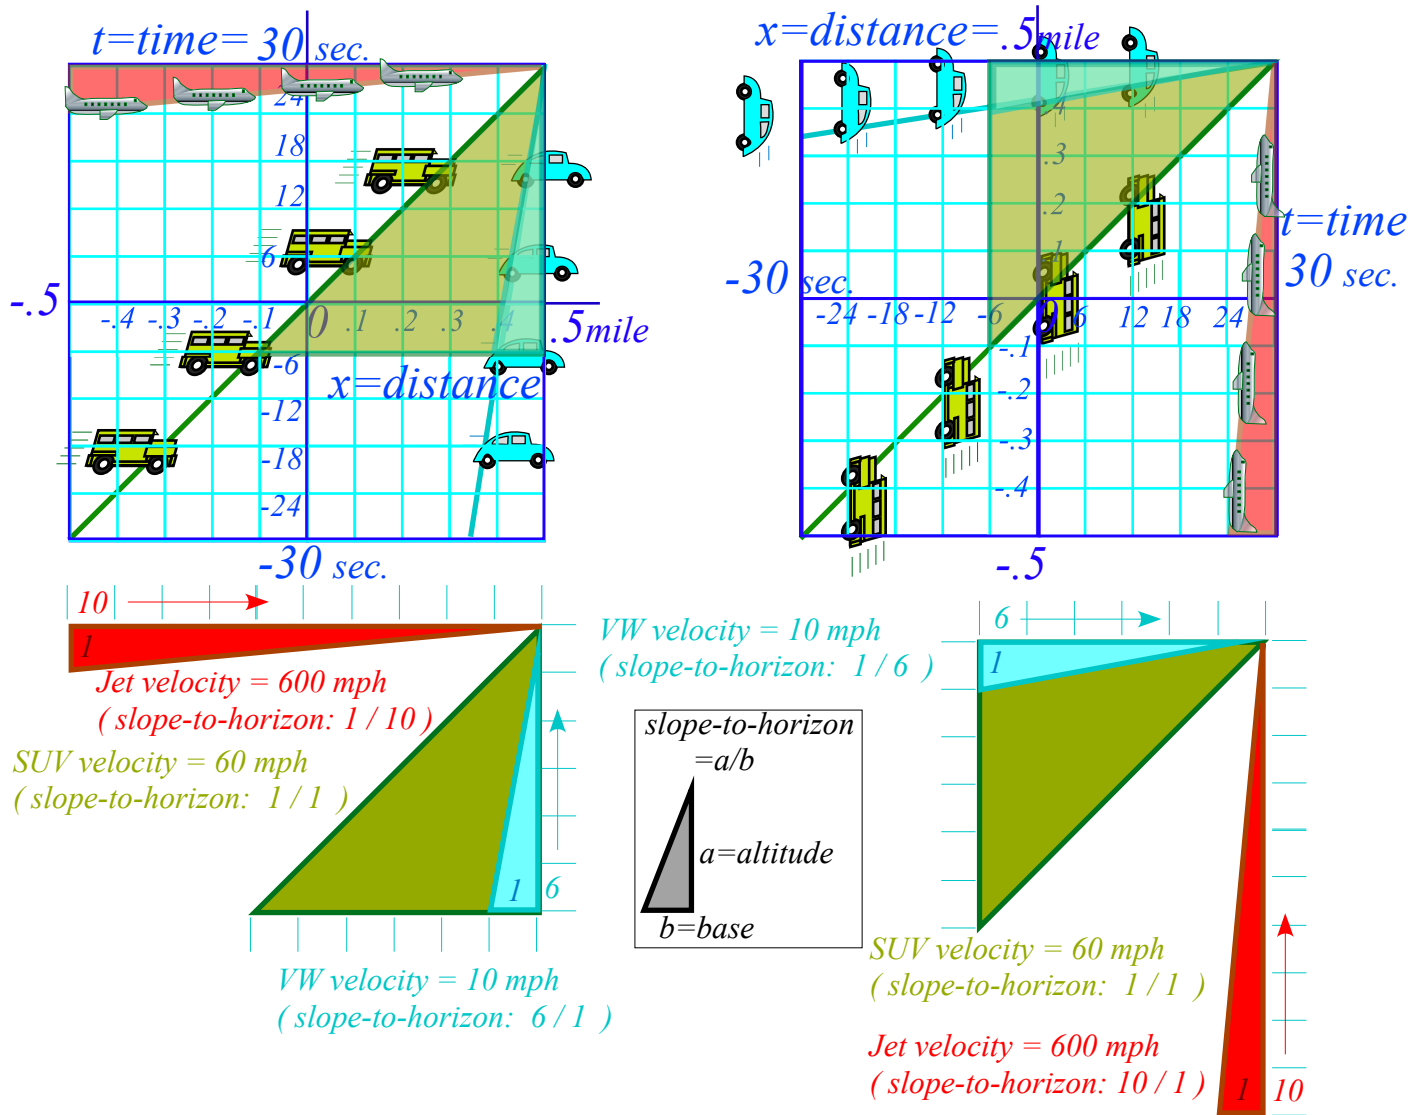 t=time= 30 sec.
24
18
12
6
-.5
-.4 -.3 -.2 -.1 0 .1 .2 .3 .4
.5mile
-6
x=distance
-12
-18
-24
-30 sec.
x=distance=.5mile
.4
.3
.2
.1
t=time
-30 sec.
30 sec.
-24 -18 -12 -6 0 6 12 18 24
-.1
-.2
-.3
-.4
-.5
10
1
Jet velocity = 600 mph
( slope-to-horizon: 1 / 10 )
SUV velocity = 60 mph
( slope-to-horizon: 1 / 1 )
1 6
VW velocity = 10 mph
( slope-to-horizon: 6 / 1 )
VW velocity = 10 mph
( slope-to-horizon: 1 / 6 )
slope-to-horizon
=a/b
a=altitude
b=base
6
1
SUV velocity = 60 mph
( slope-to-horizon: 1 / 1 )
Jet velocity = 600 mph
( slope-to-horizon: 10 / 1 )
1 10